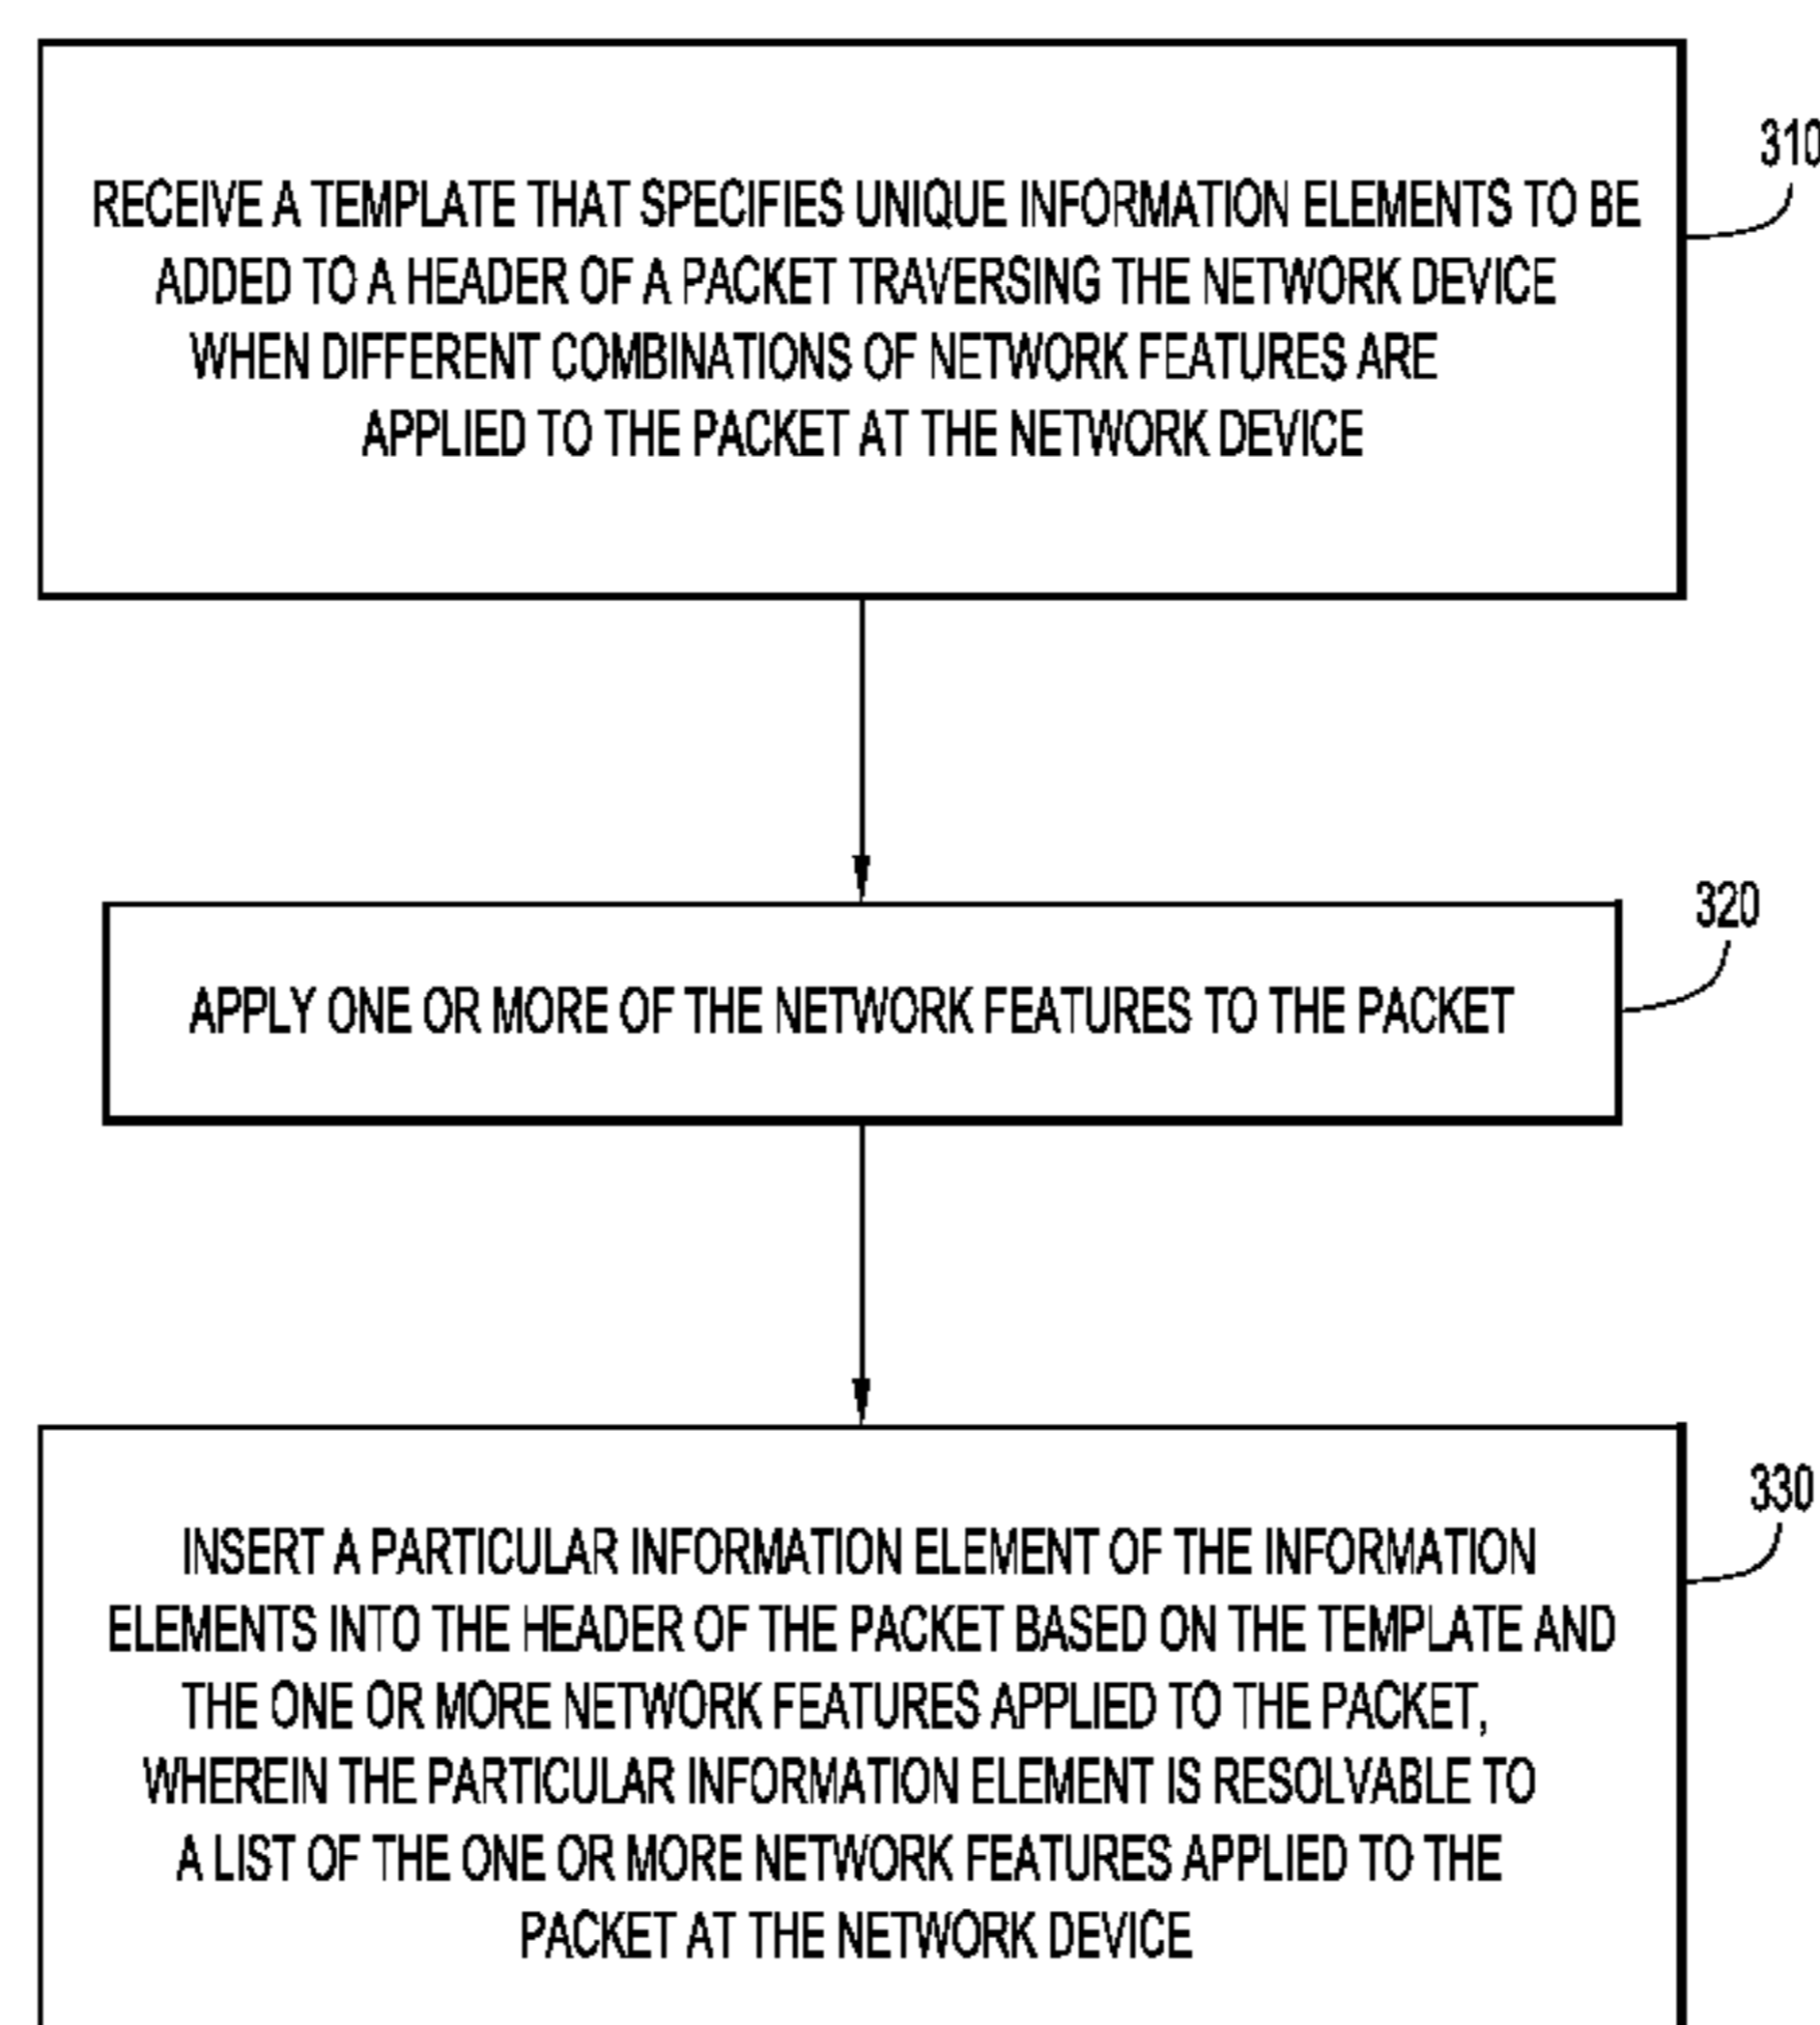 310
RECEIVE A TEMPLATE THAT SPECIFIES UNIQUE INFORMATION ELEMENTS TO BE
ADDED TO A HEADER OF A PACKET TRAVERSING THE NETWORK DEVICE
WHEN DIFFERENT COMBINATIONS OF NETWORK FEATURES ARE
APPLIED TO THE PACKET AT THE NETWORK DEVICE
320
APPLY ONE OR MORE OF THE NETWORK FEATURES TO THE PACKET
330
INSERT A PARTICULAR INFORMATION ELEMENT OF THE INFORMATION
ELEMENTS INTO THE HEADER OF THE PACKET BASED ON THE TEMPLATE AND
THE ONE OR MORE NETWORK FEATURES APPLIED TO THE PACKET,
WHEREIN THE PARTICULAR INFORMATION ELEMENT IS RESOLVABLE TO
A LIST OF THE ONE OR MORE NETWORK FEATURES APPLIED TO THE
PACKET AT THE NETWORK DEVICE